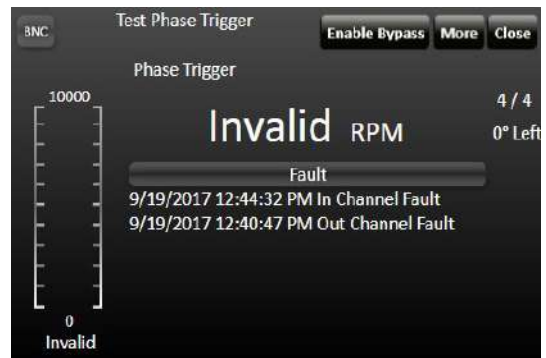 BNC
Test Phase Trigger
Enable Bypass
More
Close
Phase Trigger
10000
4 / 4
Invalid RPM
0° Left
Fault
9/19/2017 12:44:32 PM In Channel Fault
9/19/2017 12:40:47 PM Out Channel Fault
0
Invalid